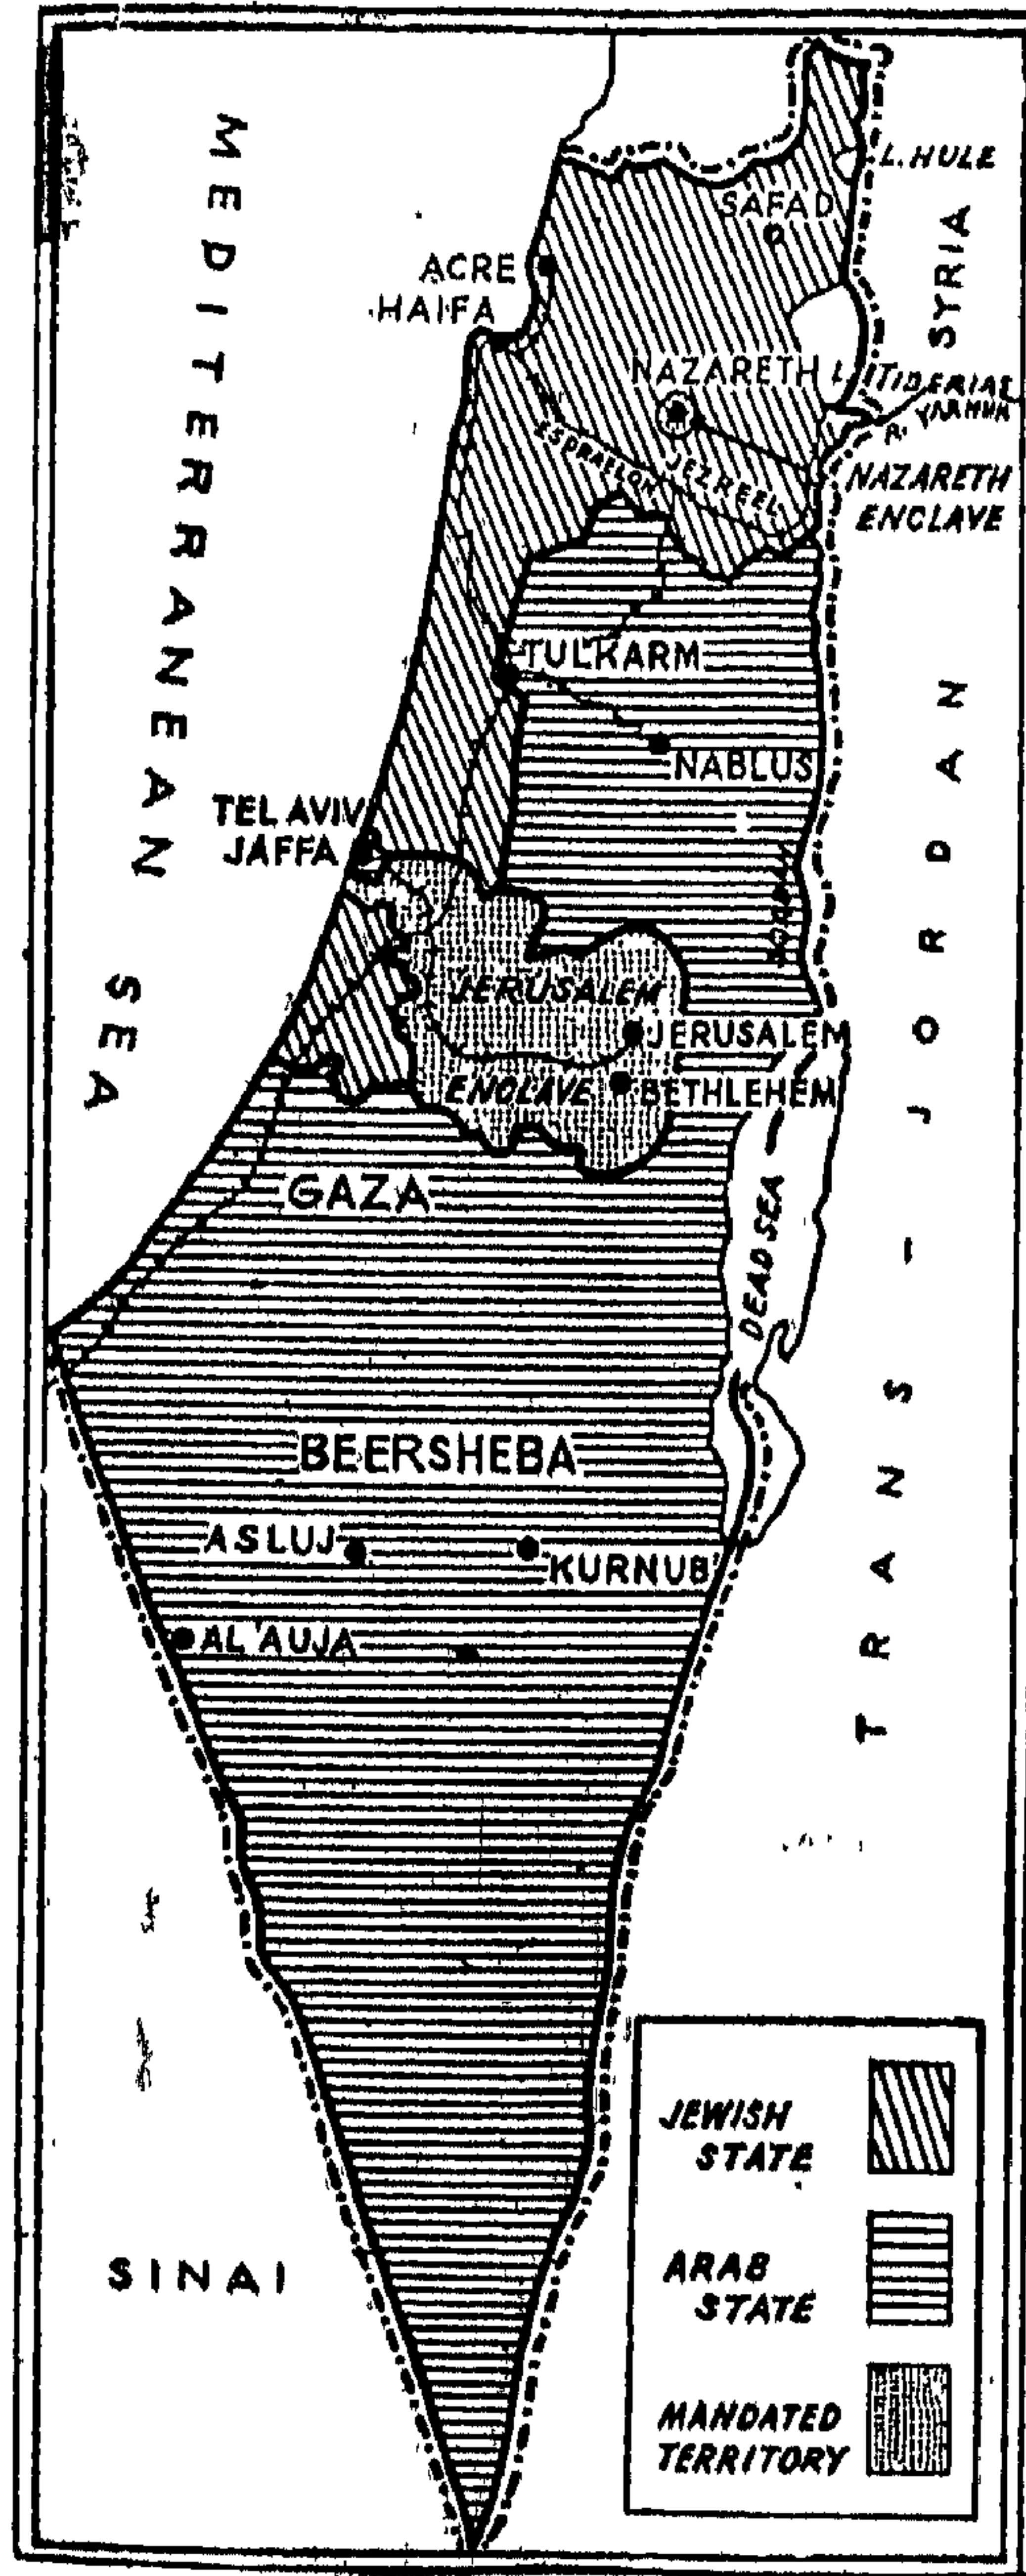 MEDITERRANEAN SEA
L. HULE
SAFAD
SYRIA
ACRE
HAIFA
NAZARETH
L. TIBERIAS
R. YARMUK
ESDRAELON
JEZREEL
NAZARETH
ENCLAVE
TULKARM
NABLUS
TEL AVIV
JAFFA
JORDAN
TRANS-JORDAN
JERUSALEM
JERUSALEM
ENCLAVE
BETHLEHEM
GAZA
DEAD SEA
BEERSHEBA
ASLUJ
KURNUB
AL'AUJA
SINAI
JEWISH
STATE
ARAB
STATE
MANDATED
TERRITORY